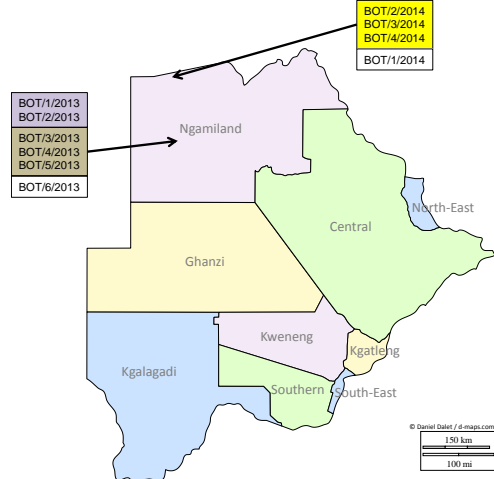 BOT/2/2014
BOT/3/2014
BOT/4/2014
BOT/1/2014
BOT/1/2013
BOT/2/2013
BOT/3/2013
BOT/4/2013
BOT/5/2013
BOT/6/2013
Ngamiland
North-East
Central
Ghanzi
Kweneng
Kgatleng
Kgalagadi
Southern
South-East
© Daniel Dalet / d-maps.com
150 km
100 mi